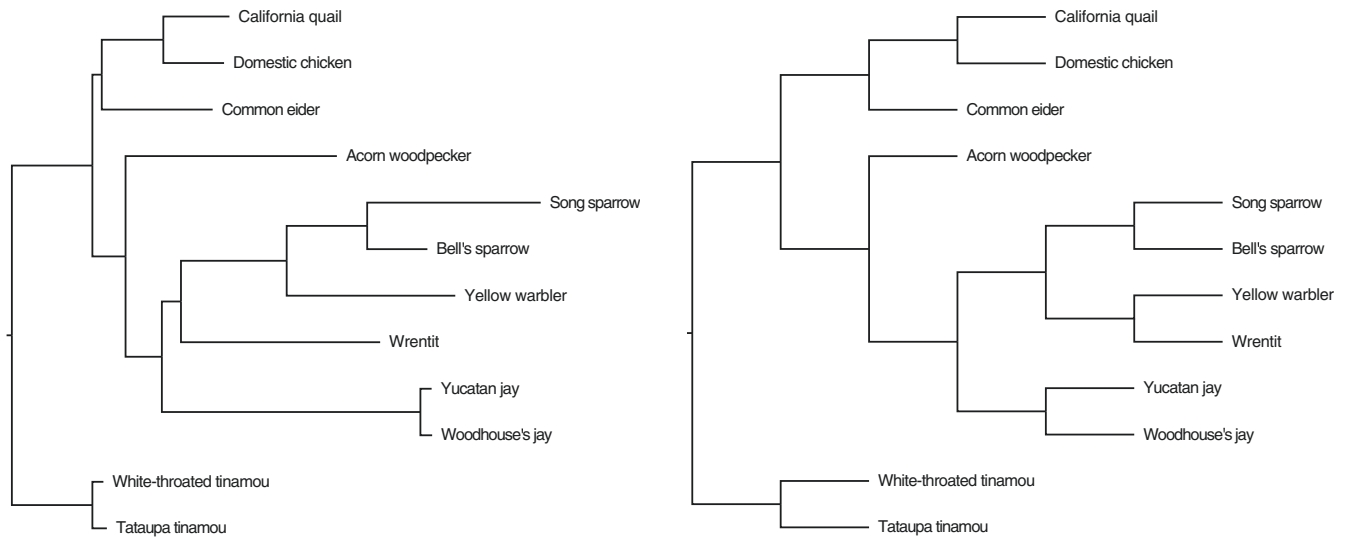 California quail
Domestic chicken
Common eider
Acorn woodpecker
Song sparrow
Bell's sparrow
Yellow warbler
Wrentit
Yucatan jay
Woodhouse's jay
White-throated tinamou
Tataupa tinamou
California quail
Domestic chicken
Common eider
Acorn woodpecker
Song sparrow
Bell's sparrow
Yellow warbler
Wrentit
Yucatan jay
Woodhouse's jay
White-throated tinamou
Tataupa tinamou